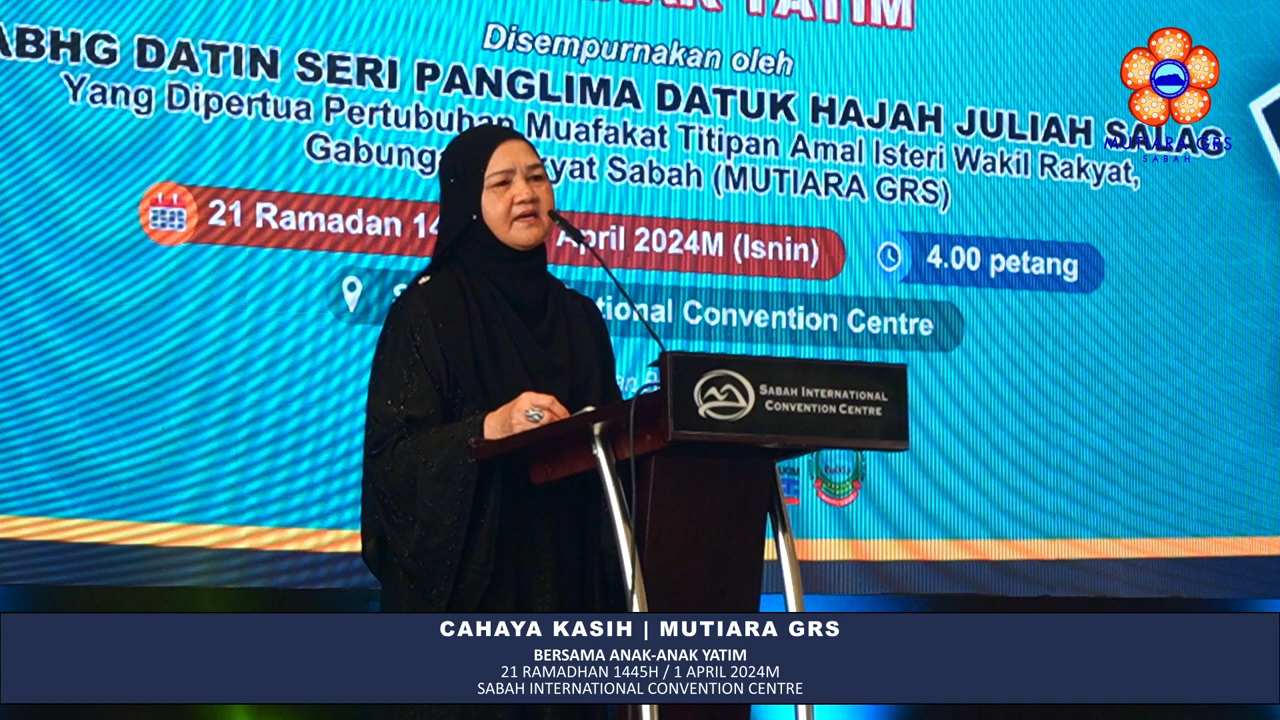 YATIM
Disempurnakan oleh
ABHG DATIN SERI PANGLIMA DATUK HAJAH JULIAH SALAG
Yang Dipertua Pertubuhan Muafakat Titipan Amal Isteri Wakil Rakyat,
Gabung yat Sabah (MUTIARA GRS)
21 Ramadan 14 April 2024M (Isnin)
4.00 petang
tional Convention Centre
MUTIARA GRS
SABAH
SABAH INTERNATIONAL
CONVENTION CENTRE
CAHAYA KASIH | MUTIARA GRS
BERSAMA ANAK-ANAK YATIM
21 RAMADHAN 1445H / 1 APRIL 2024M
SABAH INTERNATIONAL CONVENTION CENTRE